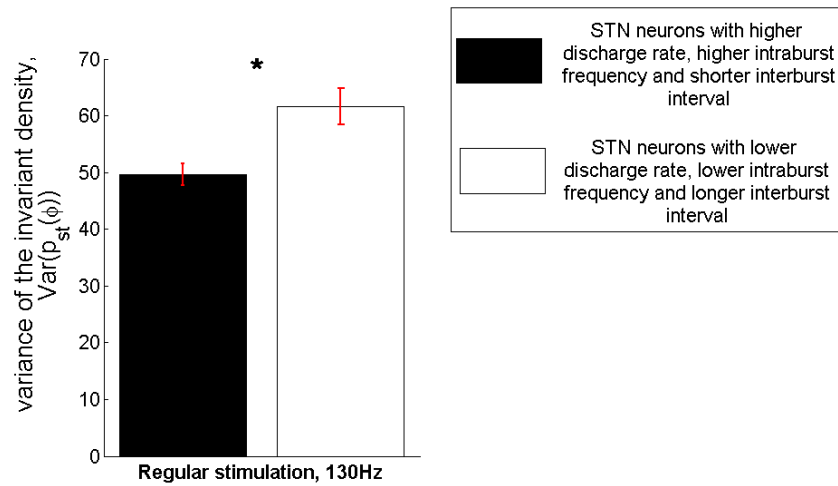 variance of the invariant density,
Var(p_st(ϕ))
70
60
50
40
30
20
10
0
*
Regular stimulation, 130Hz
STN neurons with higher
discharge rate, higher intraburst
frequency and shorter interburst
interval
STN neurons with lower
discharge rate, lower intraburst
frequency and longer interburst
interval